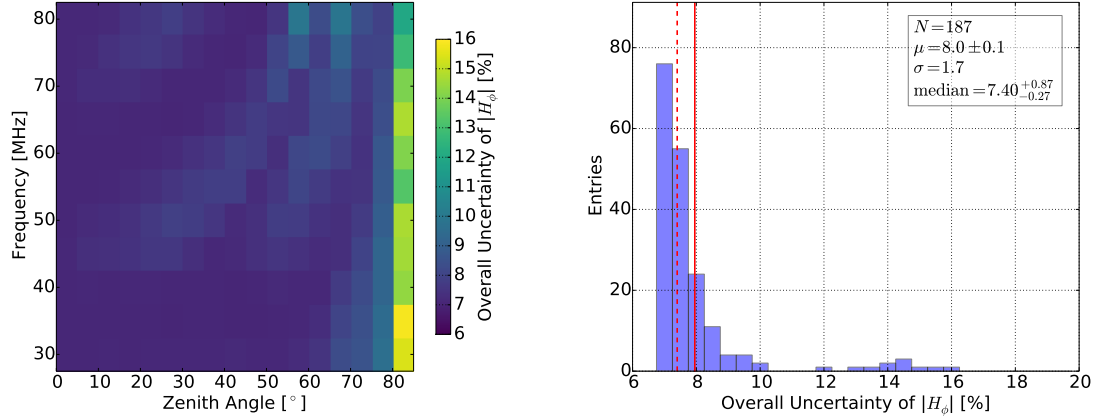 80
70
60
50
40
30
Frequency [MHz]
0 10 20 30 40 50 60 70 80
Zenith Angle [°]
16
15
14
13
12
11
10
9
8
7
6
Overall Uncertainty of |H_ϕ| [%]
80
60
40
20
0
Entries
6 8 10 12 14 16 18 20
Overall Uncertainty of |H_ϕ| [%]
N = 187
μ = 8.0 ± 0.1
σ = 1.7
median = 7.40^{+0.87}_{−0.27}